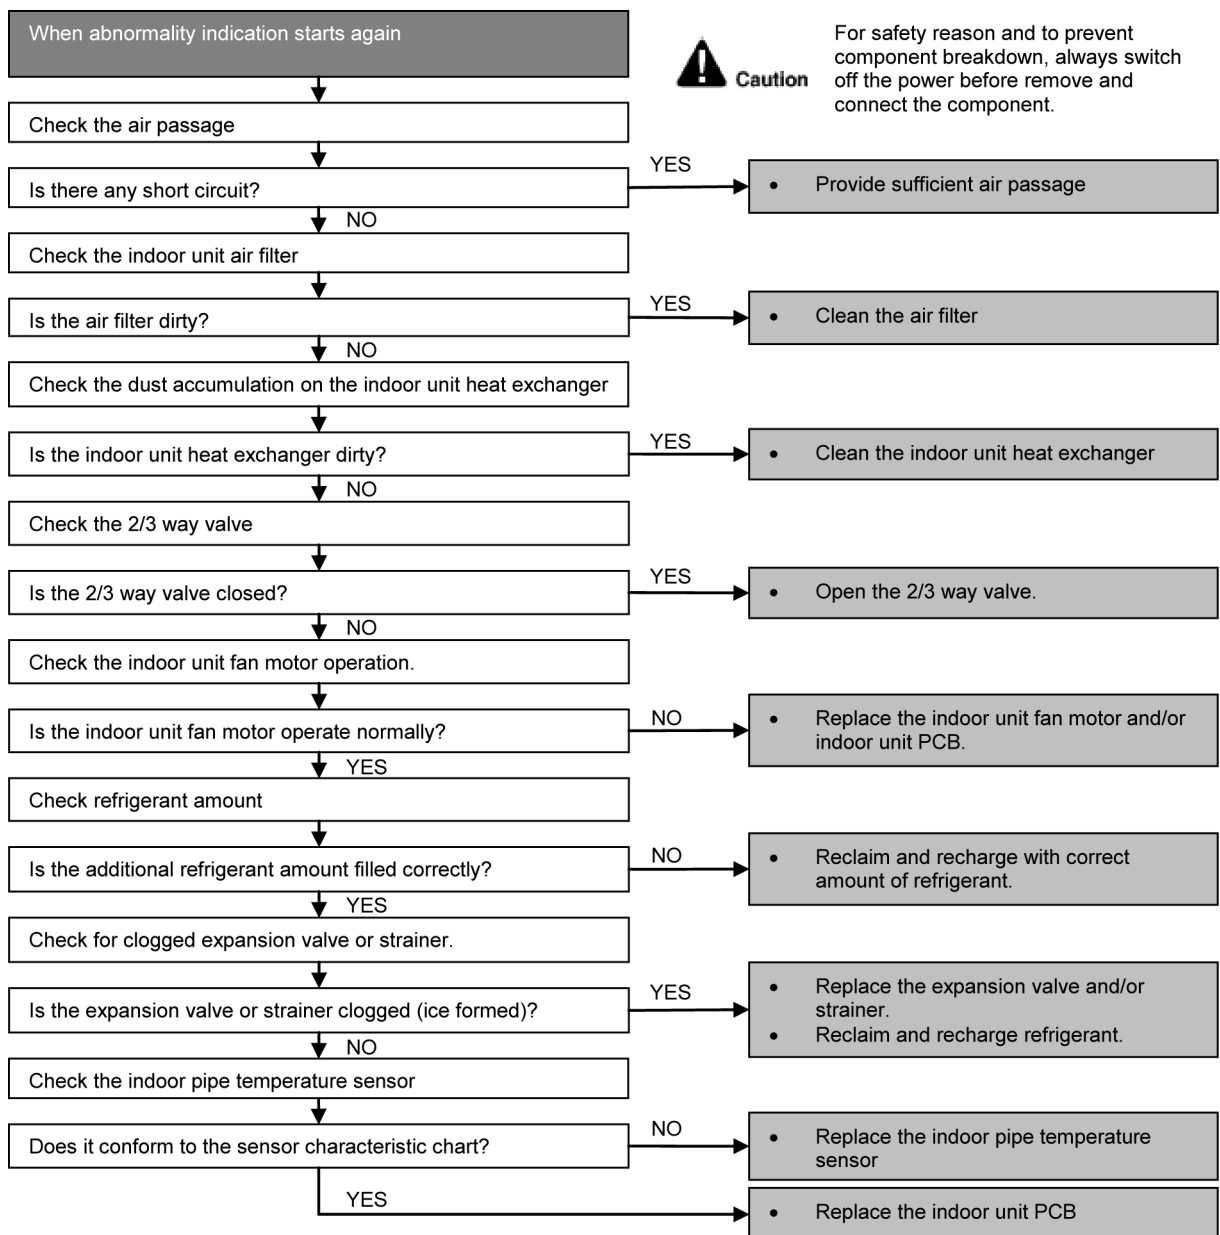 When abnormality indication starts again
Caution
For safety reason and to prevent
component breakdown, always switch
off the power before remove and
connect the component.
Check the air passage
Is there any short circuit?
YES
• Provide sufficient air passage
NO
Check the indoor unit air filter
Is the air filter dirty?
YES
• Clean the air filter
NO
Check the dust accumulation on the indoor unit heat exchanger
Is the indoor unit heat exchanger dirty?
YES
• Clean the indoor unit heat exchanger
NO
Check the 2/3 way valve
Is the 2/3 way valve closed?
YES
• Open the 2/3 way valve.
NO
Check the indoor unit fan motor operation.
Is the indoor unit fan motor operate normally?
NO
• Replace the indoor unit fan motor and/or
indoor unit PCB.
YES
Check refrigerant amount
Is the additional refrigerant amount filled correctly?
NO
• Reclaim and recharge with correct
amount of refrigerant.
YES
Check for clogged expansion valve or strainer.
Is the expansion valve or strainer clogged (ice formed)?
YES
• Replace the expansion valve and/or
strainer.
• Reclaim and recharge refrigerant.
NO
Check the indoor pipe temperature sensor
Does it conform to the sensor characteristic chart?
NO
• Replace the indoor pipe temperature
sensor
YES
• Replace the indoor unit PCB